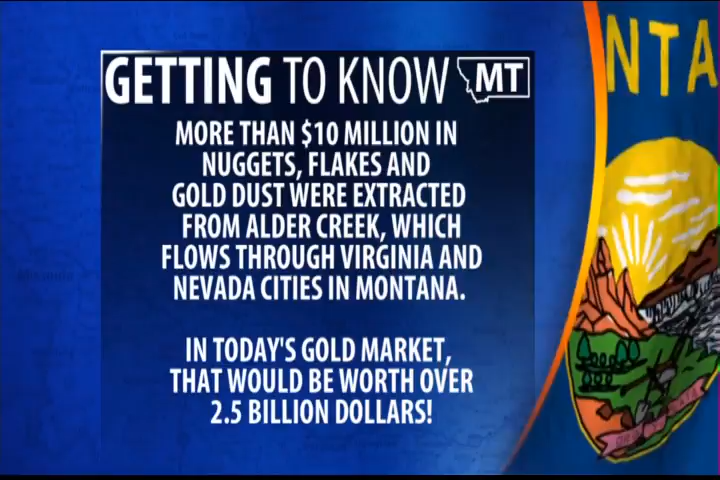 GETTING TO KNOW MT
MORE THAN $10 MILLION IN
NUGGETS, FLAKES AND
GOLD DUST WERE EXTRACTED
FROM ALDER CREEK, WHICH
FLOWS THROUGH VIRGINIA AND
NEVADA CITIES IN MONTANA.
IN TODAY'S GOLD MARKET,
THAT WOULD BE WORTH OVER
2.5 BILLION DOLLARS!
NTA